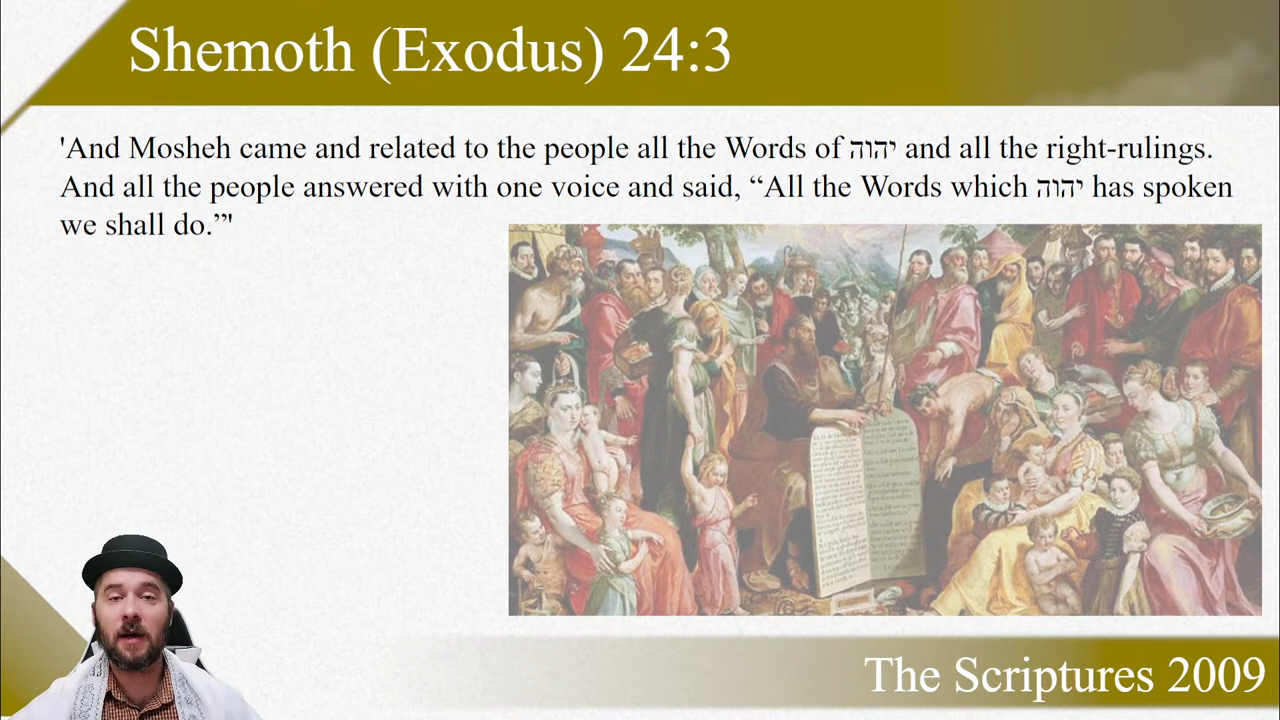 Shemoth (Exodus) 24:3
'And Mosheh came and related to the people all the Words of יהוה and all the right-rulings.
And all the people answered with one voice and said, “All the Words which יהוה has spoken
we shall do.”'
The Scriptures 2009